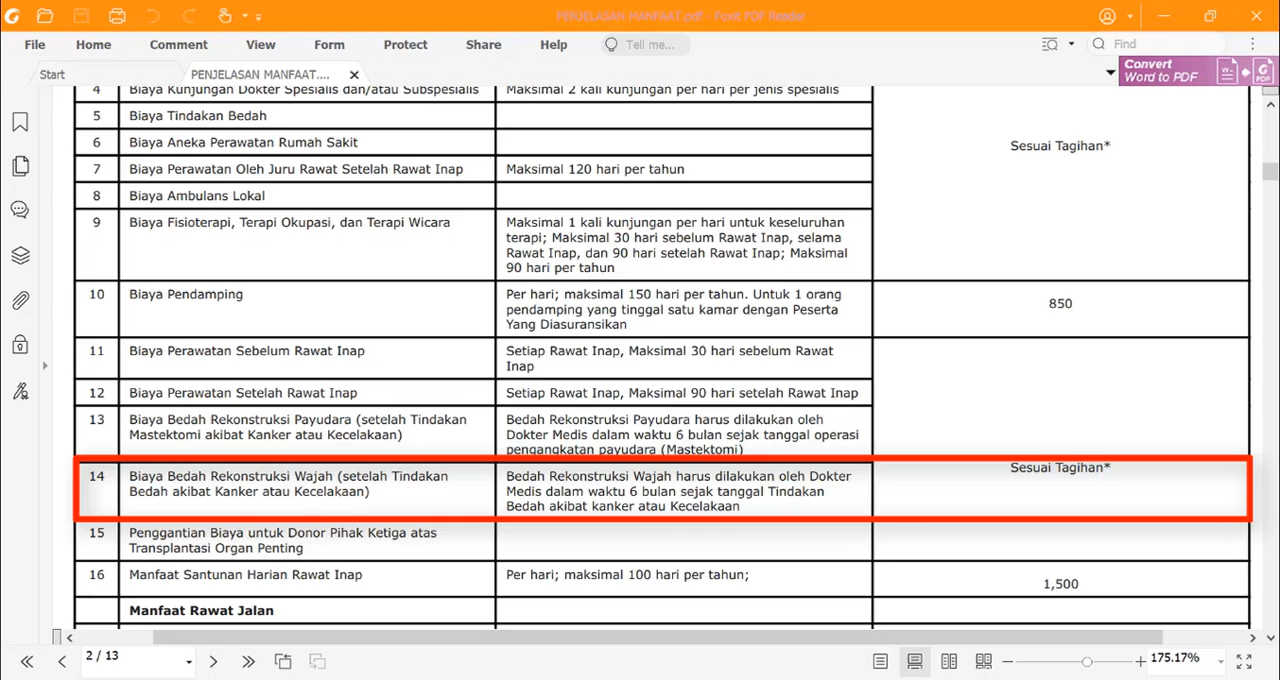 PENJELASAN MANFAAT.pdf - Foxit PDF Reader
File Home Comment View Form Protect Share Help Tell me... Find
Start PENJELASAN MANFAAT....
Convert
Word to PDF
4 Biaya Kunjungan Dokter Spesialis dan/atau Subspesialis Maksimal 2 kali kunjungan per hari per jenis spesialis
5 Biaya Tindakan Bedah
6 Biaya Aneka Perawatan Rumah Sakit
Sesuai Tagihan*
7 Biaya Perawatan Oleh Juru Rawat Setelah Rawat Inap Maksimal 120 hari per tahun
8 Biaya Ambulans Lokal
9 Biaya Fisioterapi, Terapi Okupasi, dan Terapi Wicara Maksimal 1 kali kunjungan per hari untuk keseluruhan
terapi; Maksimal 30 hari sebelum Rawat Inap, selama
Rawat Inap, dan 90 hari setelah Rawat Inap; Maksimal
90 hari per tahun
10 Biaya Pendamping Per hari; maksimal 150 hari per tahun. Untuk 1 orang
pendamping yang tinggal satu kamar dengan Peserta
Yang Diasuransikan
850
11 Biaya Perawatan Sebelum Rawat Inap Setiap Rawat Inap, Maksimal 30 hari sebelum Rawat
Inap
12 Biaya Perawatan Setelah Rawat Inap Setiap Rawat Inap, Maksimal 90 hari setelah Rawat Inap
13 Biaya Bedah Rekonstruksi Payudara (setelah Tindakan
Mastektomi akibat Kanker atau Kecelakaan)
Bedah Rekonstruksi Payudara harus dilakukan oleh
Dokter Medis dalam waktu 6 bulan sejak tanggal operasi
pengangkatan payudara (Mastektomi)
14 Biaya Bedah Rekonstruksi Wajah (setelah Tindakan
Bedah akibat Kanker atau Kecelakaan)
Bedah Rekonstruksi Wajah harus dilakukan oleh Dokter
Medis dalam waktu 6 bulan sejak tanggal Tindakan
Bedah akibat kanker atau Kecelakaan
Sesuai Tagihan*
15 Penggantian Biaya untuk Donor Pihak Ketiga atas
Transplantasi Organ Penting
16 Manfaat Santunan Harian Rawat Inap Per hari; maksimal 100 hari per tahun;
1,500
Manfaat Rawat Jalan
2 / 13
175.17%